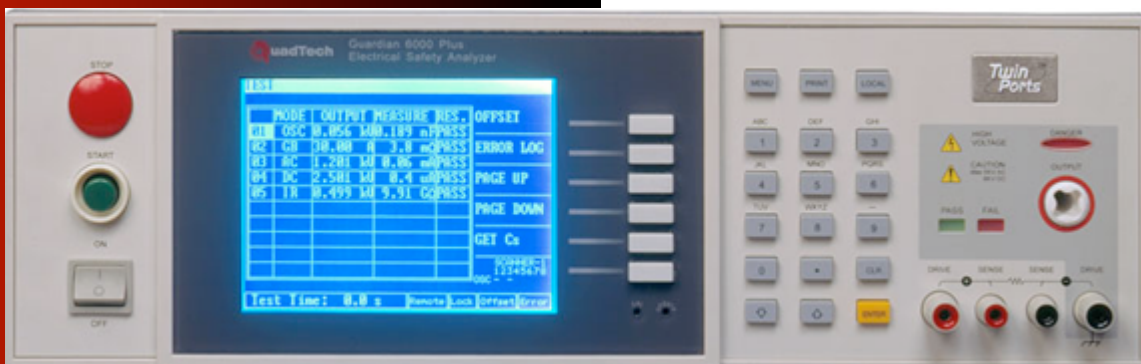 STOP
START
ON
I
O
OFF
QuadTech
Guardian 6000 Plus
Electrical Safety Analyzer
TEST
MODE OUTPUT MEASURE RES.
01 OSC 0.056 kV 0.189 nF PASS
02 GB 30.00 A 3.8 mΩ PASS
03 AC 1.201 kV 0.06 mA PASS
04 DC 2.501 kV 0.4 uA PASS
05 IR 0.499 kV 9.91 GΩ PASS
OFFSET
ERROR LOG
PAGE UP
PAGE DOWN
GET Cs
SCANNER-1
12345678
OSC - -
Test Time: 0.0 s Remote Lock Offset Error
MENU PRINT LOCAL
ABC DEF GHI
1 2 3
JKL MNO PQRS
4 5 6
TUV WXYZ —
7 8 9
0 • CLR
ENTER
Twin
Ports
HIGH
VOLTAGE
DANGER
CAUTION
OUTPUT
PASS FAIL
DRIVE SENSE SENSE DRIVE